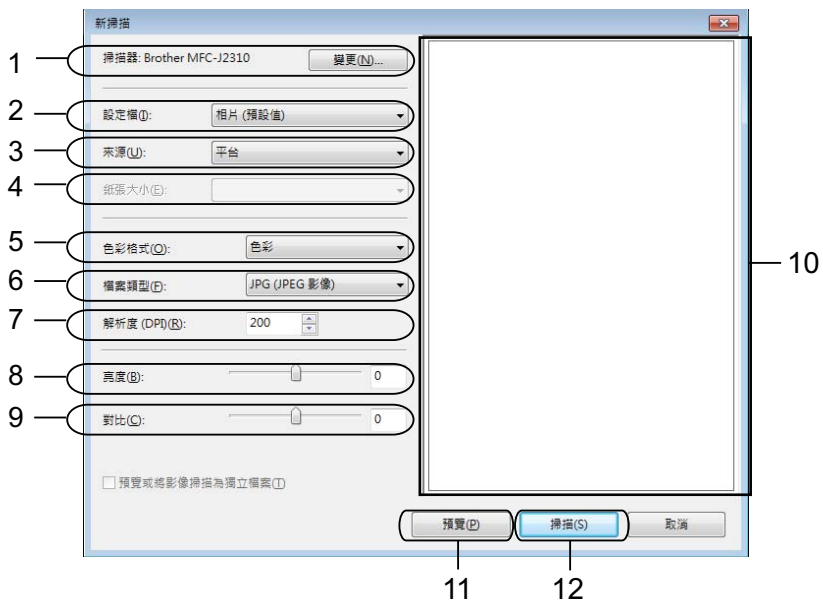 新掃描
1 掃描器: Brother MFC-J2310 變更(N)...
2 設定檔(I): 相片 (預設值)
3 來源(U): 平台
4 紙張大小(E):
5 色彩格式(O): 色彩
6 檔案類型(F): JPG (JPEG 影像)
7 解析度 (DPI)(R): 200
8 亮度(B): 0
9 對比(C): 0
10
預覽或將影像掃描為獨立檔案(T)
預覽(P) 掃描(S) 取消
11 12